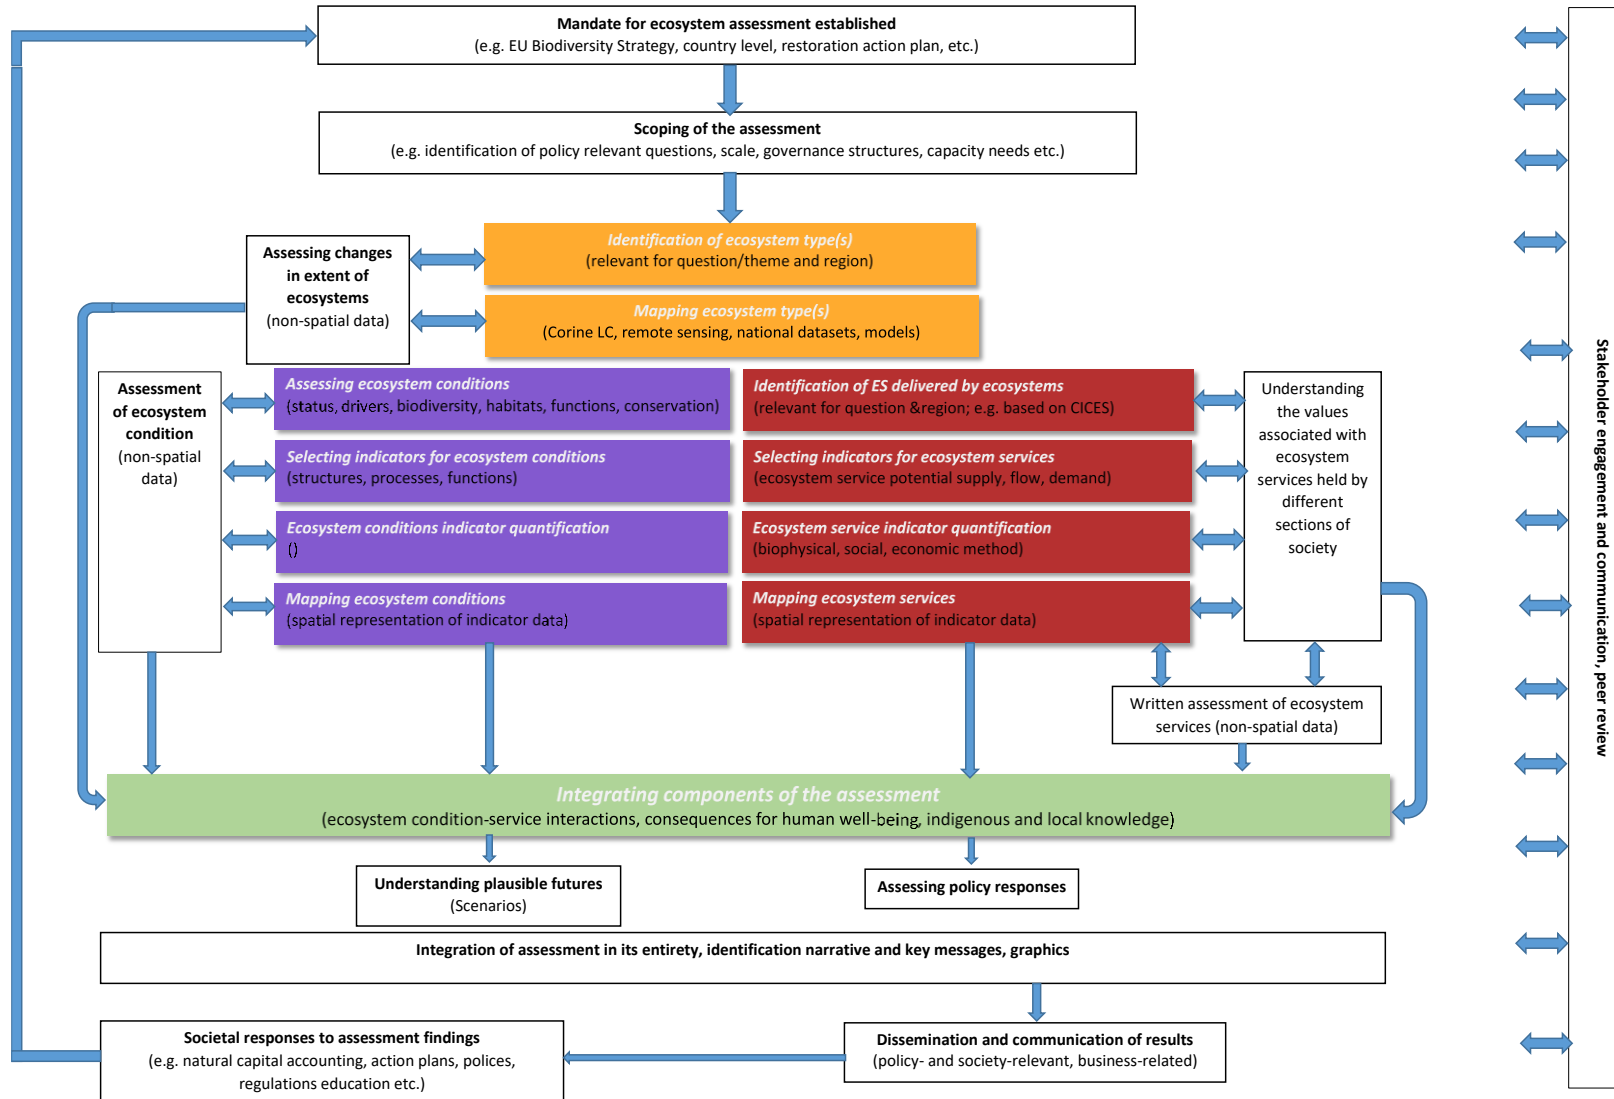 Mandate for ecosystem assessment established
(e.g. EU Biodiversity Strategy, country level, restoration action plan, etc.)
Scoping of the assessment
(e.g. identification of policy relevant questions, scale, governance structures, capacity needs etc.)
Assessing changes
in extent of
ecosystems
(non-spatial data)
Identification of ecosystem type(s)
(relevant for question/theme and region)
Mapping ecosystem type(s)
(Corine LC, remote sensing, national datasets, models)
Assessment
of ecosystem
condition
(non-spatial
data)
Assessing ecosystem conditions
(status, drivers, biodiversity, habitats, functions, conservation)
Selecting indicators for ecosystem conditions
(structures, processes, functions)
Ecosystem conditions indicator quantification
()
Mapping ecosystem conditions
(spatial representation of indicator data)
Identification of ES delivered by ecosystems
(relevant for question &region; e.g. based on CICES)
Selecting indicators for ecosystem services
(ecosystem service potential supply, flow, demand)
Ecosystem service indicator quantification
(biophysical, social, economic method)
Mapping ecosystem services
(spatial representation of indicator data)
Understanding
the values
associated with
ecosystem
services held by
different
sections of
society
Written assessment of ecosystem
services (non-spatial data)
Integrating components of the assessment
(ecosystem condition-service interactions, consequences for human well-being, indigenous and local knowledge)
Understanding plausible futures
(Scenarios)
Assessing policy responses
Integration of assessment in its entirety, identification narrative and key messages, graphics
Societal responses to assessment findings
(e.g. natural capital accounting, action plans, polices,
regulations education etc.)
Dissemination and communication of results
(policy- and society-relevant, business-related)
Stakeholder engagement and communication, peer review